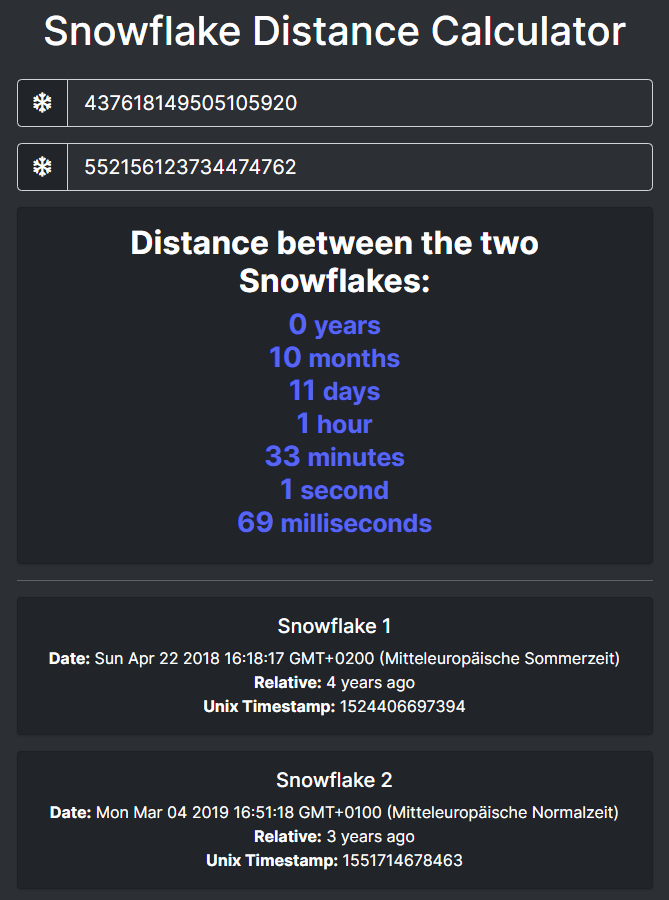 Snowflake Distance Calculator
437618149505105920
552156123734474762
Distance between the two
Snowflakes:
0 years
10 months
11 days
1 hour
33 minutes
1 second
69 milliseconds
Snowflake 1
Date: Sun Apr 22 2018 16:18:17 GMT+0200 (Mitteleuropäische Sommerzeit)
Relative: 4 years ago
Unix Timestamp: 1524406697394
Snowflake 2
Date: Mon Mar 04 2019 16:51:18 GMT+0100 (Mitteleuropäische Normalzeit)
Relative: 3 years ago
Unix Timestamp: 1551714678463